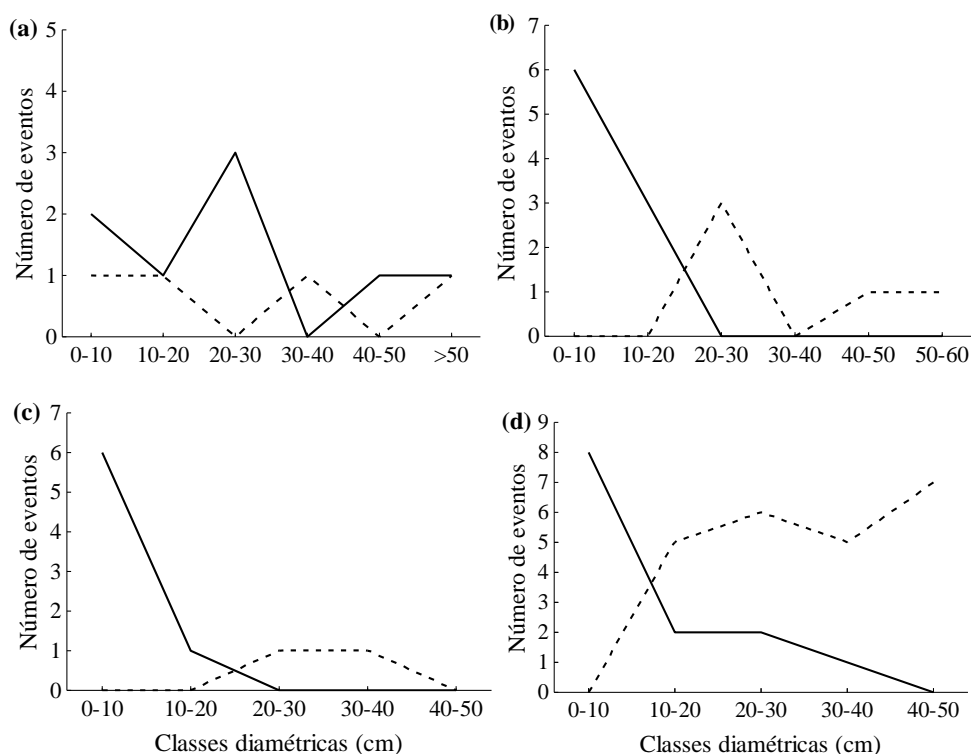 (a)
5
4
3
2
1
0
Número de eventos
0-10 10-20 20-30 30-40 40-50 >50
(b)
7
6
5
4
3
2
1
0
Número de eventos
0-10 10-20 20-30 30-40 40-50 50-60
(c)
7
6
5
4
3
2
1
0
Número de eventos
0-10 10-20 20-30 30-40 40-50
Classes diamétricas (cm)
(d)
9
8
7
6
5
4
3
2
1
0
Número de eventos
0-10 10-20 20-30 30-40 40-50
Classes diamétricas (cm)